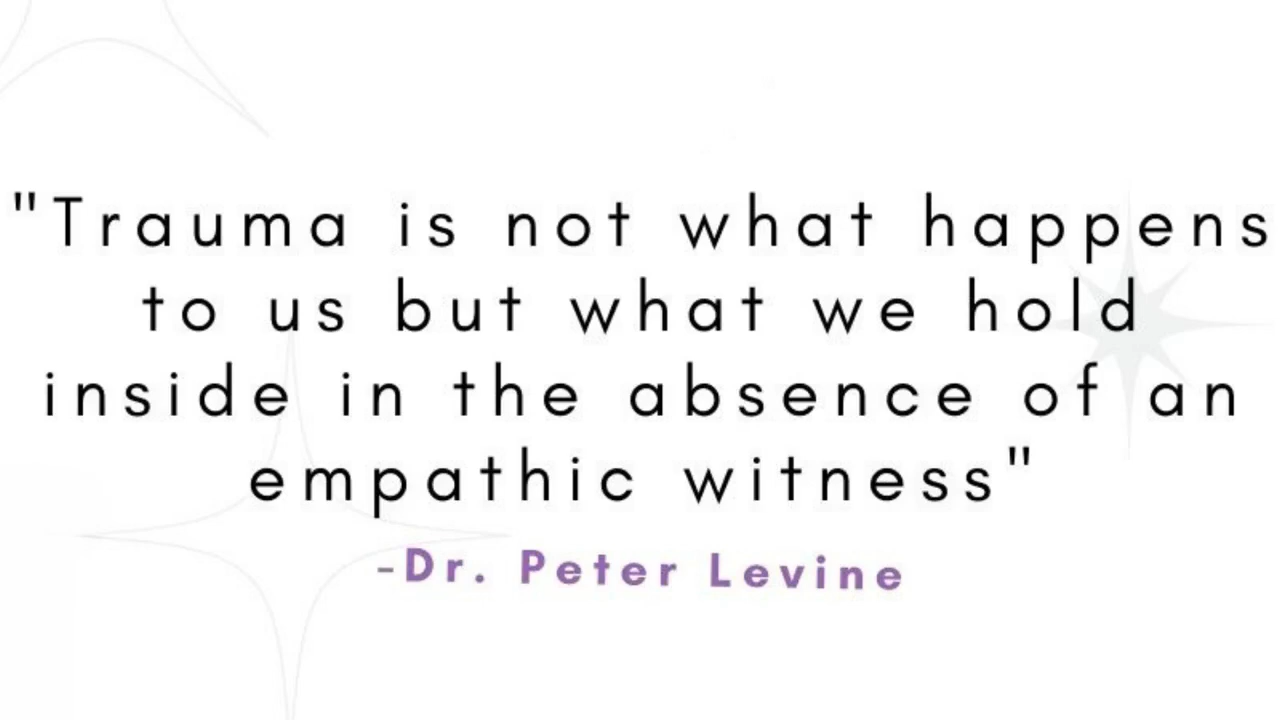 "Trauma is not what happens
to us but what we hold
inside in the absence of an
empathic witness"
-Dr. Peter Levine